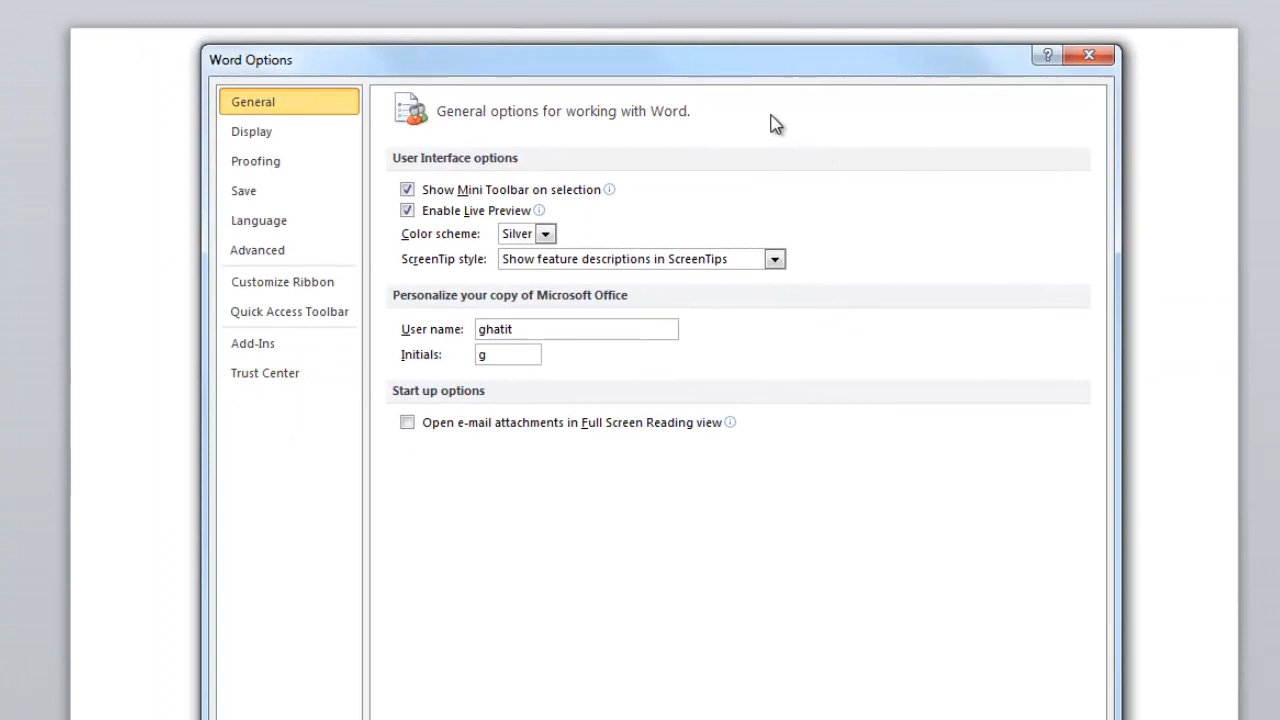 Word Options
?
General
Display
Proofing
Save
Language
Advanced
Customize Ribbon
Quick Access Toolbar
Add-Ins
Trust Center
General options for working with Word.
User Interface options
Show Mini Toolbar on selection
Enable Live Preview
Color scheme: Silver
ScreenTip style: Show feature descriptions in ScreenTips
Personalize your copy of Microsoft Office
User name: ghatit
Initials: g
Start up options
Open e-mail attachments in Full Screen Reading view